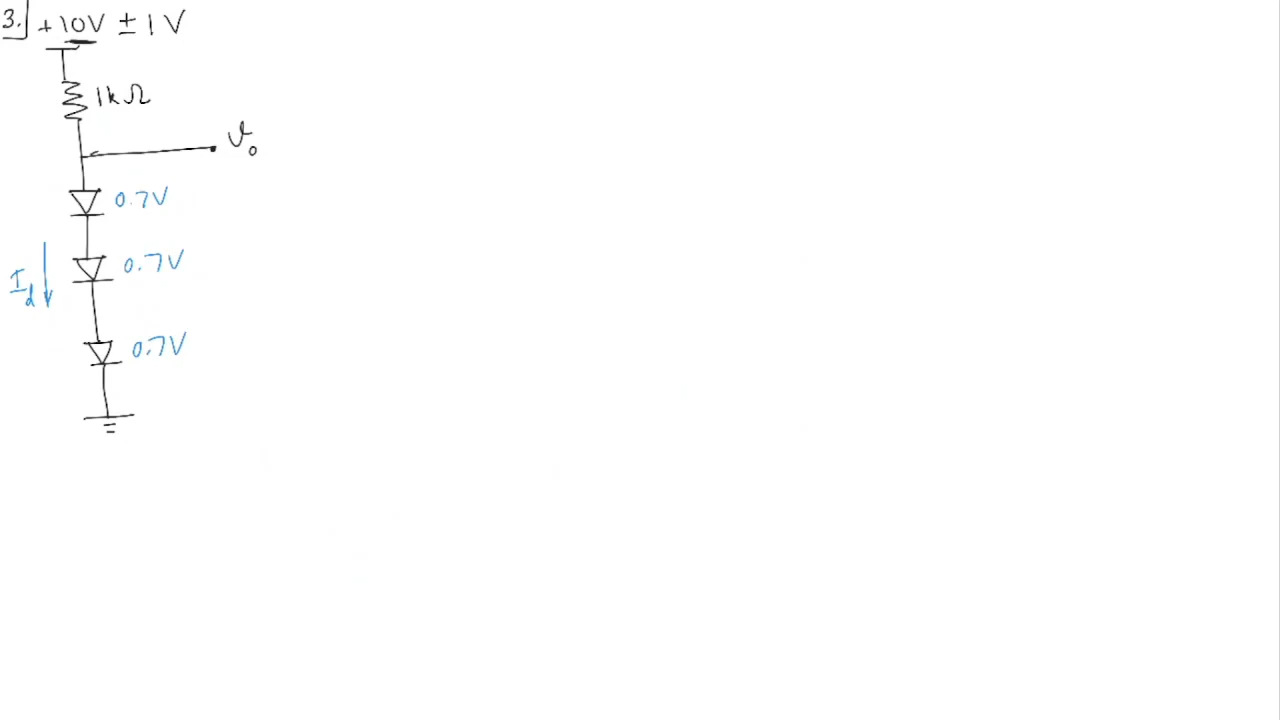 3. +10V ± 1V
1kΩ
v₀
0.7V
0.7V
I_d
0.7V